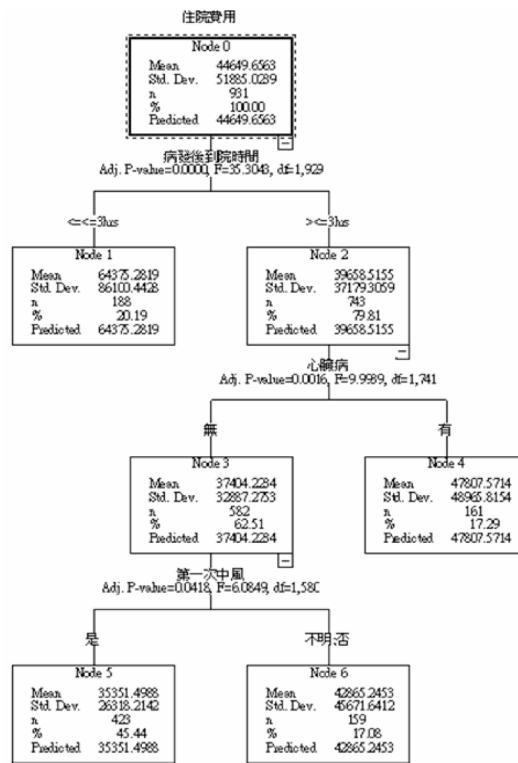 住院費用
Node 0
Mean 44649.6563
Std. Dev. 51885.0289
n 931
% 100.00
Predicted 44649.6563
病發後到院時間
Adj. P-value=0.0000, F=35.3043, df=1,929
<=<=3hrs
><=3hrs
Node 1
Mean 64375.2819
Std. Dev. 86100.4428
n 188
% 20.19
Predicted 64375.2819
Node 2
Mean 39658.5155
Std. Dev. 37179.3059
n 743
% 79.81
Predicted 39658.5155
心臟病
Adj. P-value=0.0016, F=9.9989, df=1,741
無
有
Node 3
Mean 37404.2284
Std. Dev. 32887.2753
n 582
% 62.51
Predicted 37404.2284
Node 4
Mean 47807.5714
Std. Dev. 48965.8154
n 161
% 17.29
Predicted 47807.5714
第一次中風
Adj. P-value=0.0418, F=6.0849, df=1,580
是
不明;否
Node 5
Mean 35351.4988
Std. Dev. 26318.2142
n 423
% 45.44
Predicted 35351.4988
Node 6
Mean 42865.2453
Std. Dev. 45671.6412
n 159
% 17.08
Predicted 42865.2453